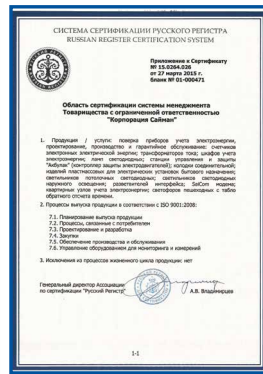 СИСТЕМА СЕРТИФИКАЦИИ РУССКОГО РЕГИСТРА
RUSSIAN REGISTER CERTIFICATION SYSTEM
Приложение к Сертификату
№ 15.0264.026
от 27 марта 2015 г.
бланк № 01-000471
Область сертификации системы менеджмента
Товарищества с ограниченной ответственностью
"Корпорация Сайман"
1. Продукция / услуги: поверка приборов учета электроэнергии,
проектирование, производство и гарантийное обслуживание: счетчиков
электронных электрической энергии; трансформаторов тока; шкафов учета
электроэнергии; ламп светодиодных; станции управления и защиты
"Акбулак" (контроллер защиты электродвигателей); колодки соединительной;
изделий пластмассовых для электрических установок бытового назначения;
светильников потолочных светодиодных; светильников светодиодных
наружного освещения; разветвителей интерфейса; SatCom модема;
квартирных узлов учета электроэнергии; светофоров пешеходных с табло
обратного отсчета времени.
2. Процессы выпуска продукции в соответствии с ISO 9001:2008:
7.1. Планирование выпуска продукции
7.2. Процессы, связанные с потребителем
7.3. Проектирование и разработка
7.4. Закупки
7.5. Обеспечение производства и обслуживания
7.6. Управление оборудованием для мониторинга и измерений
3. Исключения из процессов жизненного цикла продукции: нет
Генеральный директор Ассоциации
по сертификации "Русский Регистр"
А.В. Владимирцев
1-1